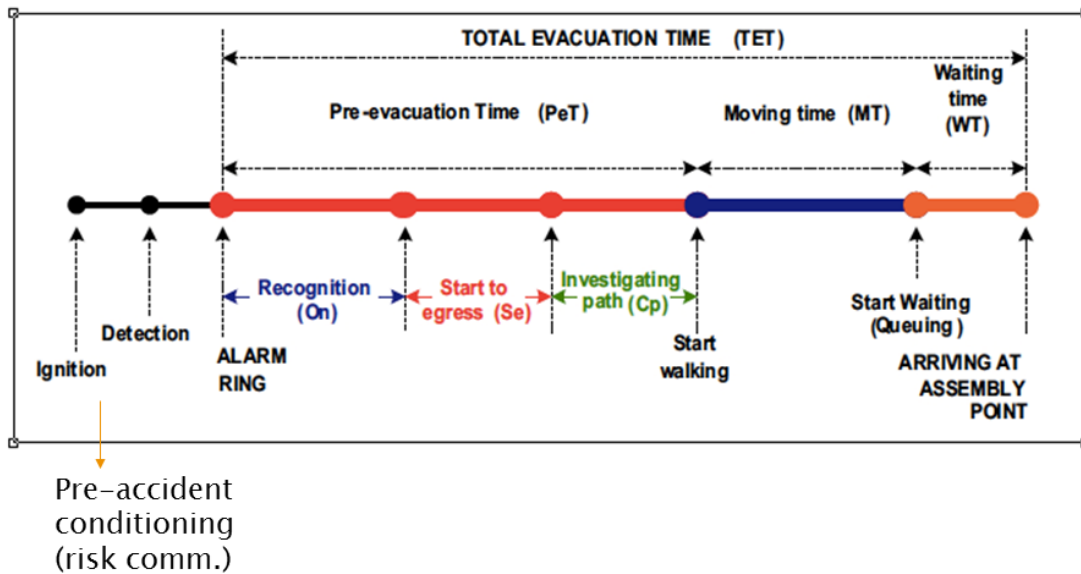 TOTAL EVACUATION TIME (TET)
Waiting
time
(WT)
Pre-evacuation Time (PeT)
Moving time (MT)
Recognition
(On)
Start to
egress (Se)
Investigating
path (Cp)
Ignition
Detection
ALARM
RING
Start
walking
Start Waiting
(Queuing )
ARRIVING AT
ASSEMBLY
POINT
Pre-accident
conditioning
(risk comm.)